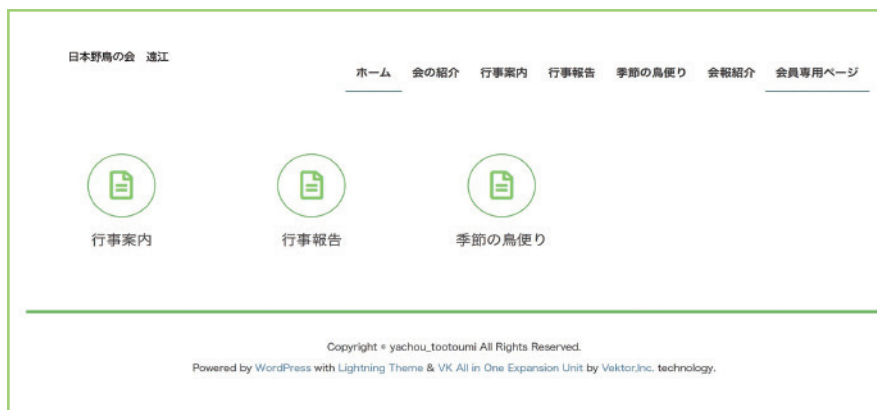 日本野鳥の会　遠江
ホーム 会の紹介 行事案内 行事報告 季節の鳥便り 会報紹介 会員専用ページ
行事案内 行事報告 季節の鳥便り
Copyright © yachou_tootoumi All Rights Reserved.
Powered by WordPress with Lightning Theme & VK All in One Expansion Unit by Vektor,Inc. technology.